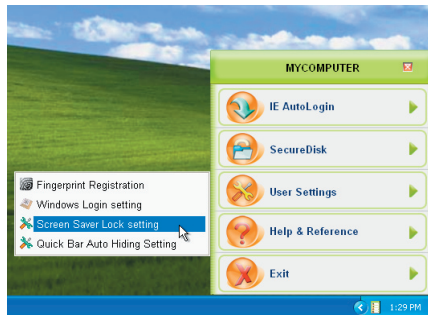 MYCOMPUTER
IE AutoLogin
SecureDisk
User Settings
Help & Reference
Exit
Fingerprint Registration
Windows Login setting
Screen Saver Lock setting
Quick Bar Auto Hiding Setting
1:29 PM